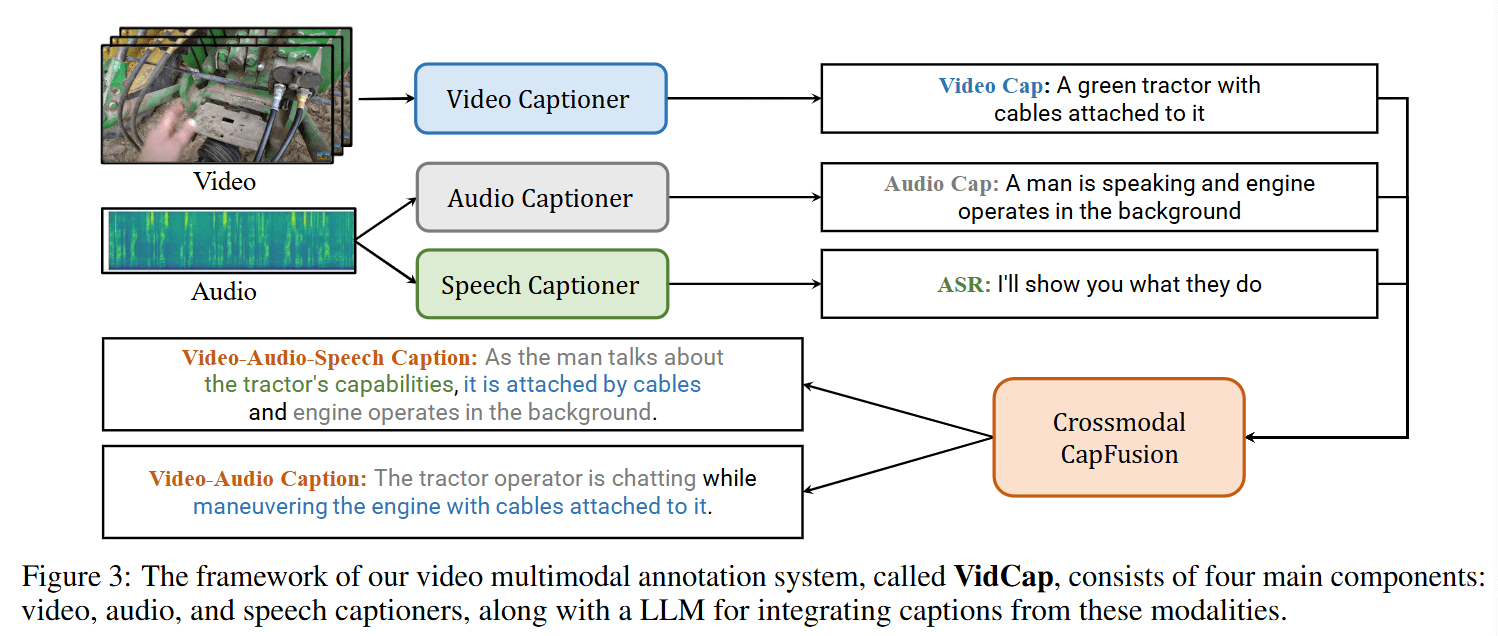 Video Captioner
Video Cap: A green tractor with
cables attached to it
Video
Audio Captioner
Audio Cap: A man is speaking and engine
operates in the background
Audio
Speech Captioner
ASR: I'll show you what they do
Video-Audio-Speech Caption: As the man talks about
the tractor's capabilities, it is attached by cables
and engine operates in the background.
Crossmodal
CapFusion
Video-Audio Caption: The tractor operator is chatting while
maneuvering the engine with cables attached to it.
Figure 3: The framework of our video multimodal annotation system, called VidCap, consists of four main components:
video, audio, and speech captioners, along with a LLM for integrating captions from these modalities.